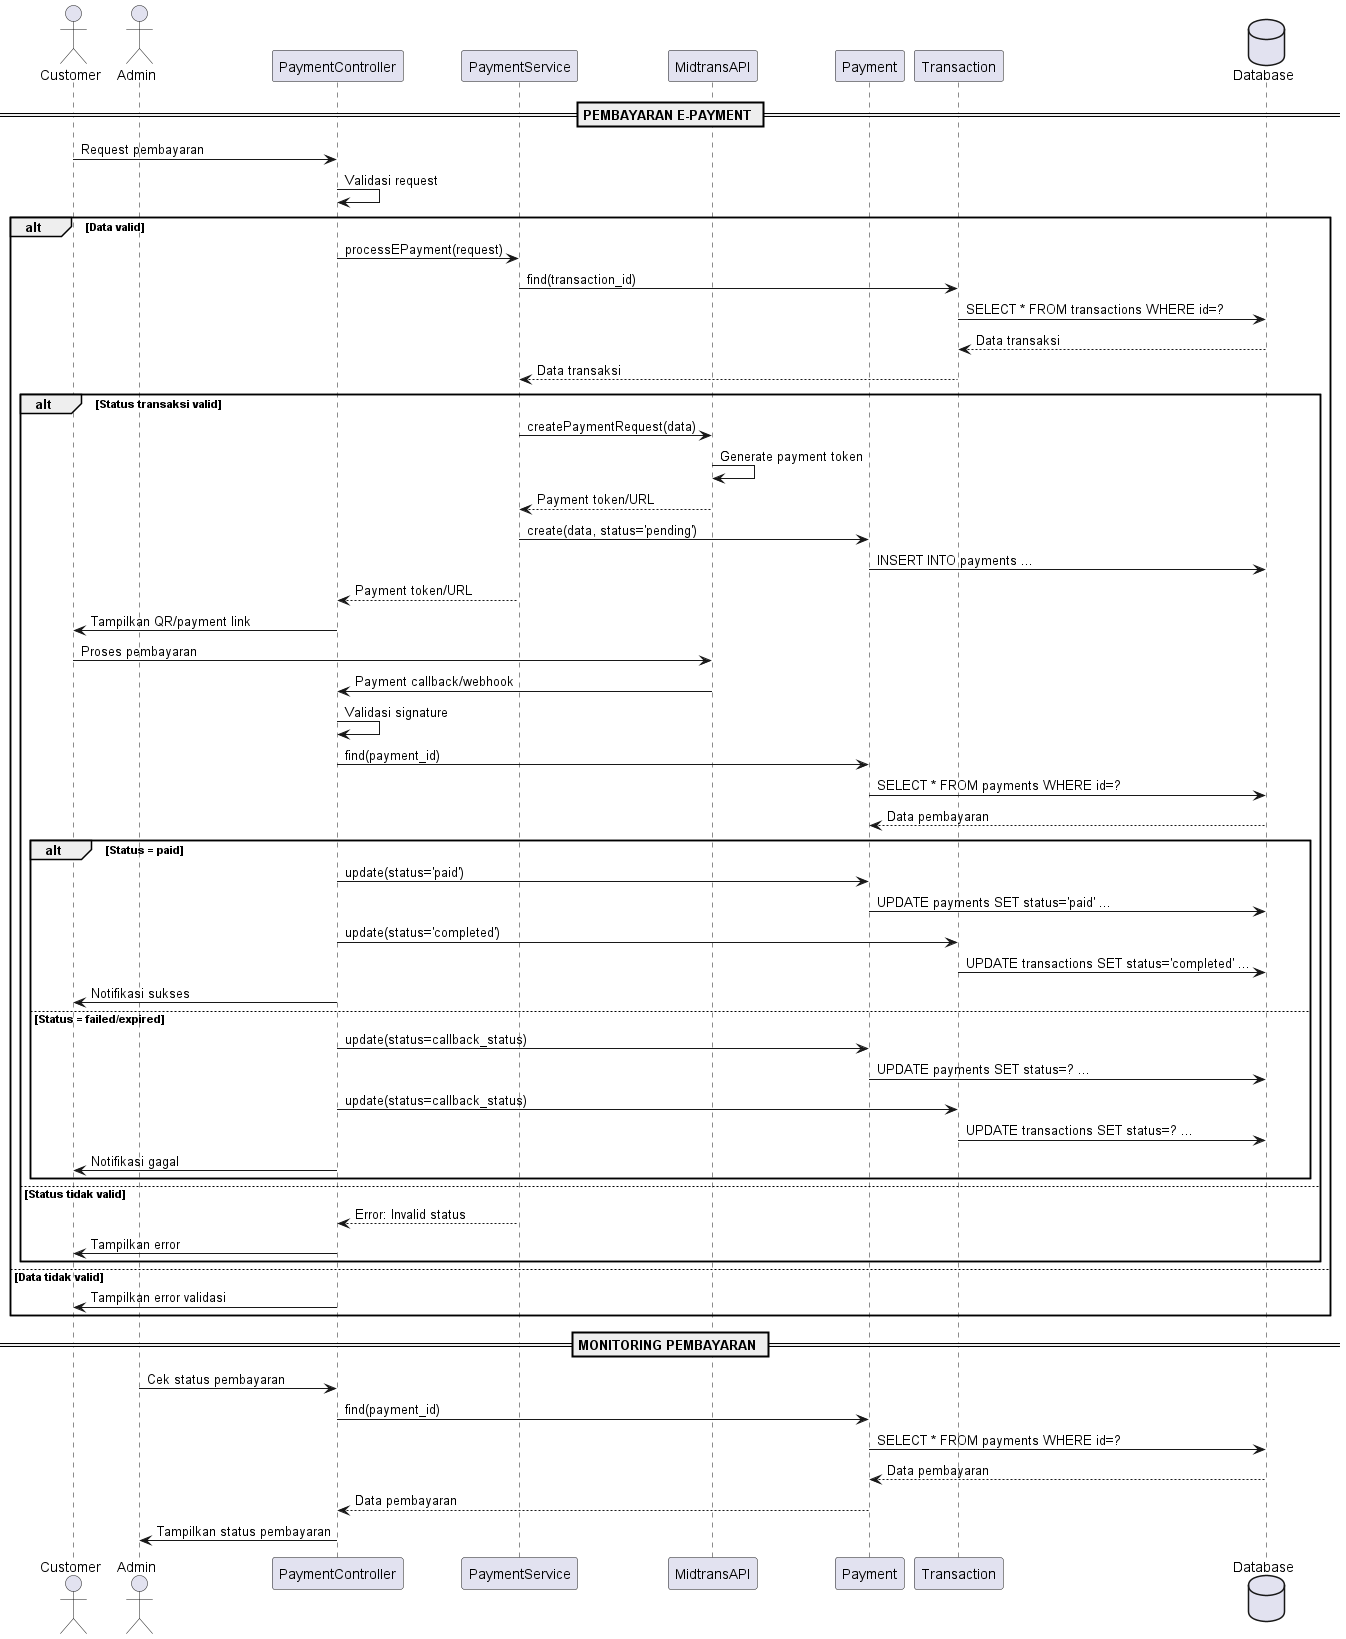 Customer
Admin
PaymentController
PaymentService
MidtransAPI
Payment
Transaction
Database
PEMBAYARAN E-PAYMENT
Request pembayaran
Validasi request
alt
[Data valid]
processEPayment(request)
find(transaction_id)
SELECT * FROM transactions WHERE id=?
Data transaksi
Data transaksi
alt
[Status transaksi valid]
createPaymentRequest(data)
Generate payment token
Payment token/URL
create(data, status='pending')
INSERT INTO payments ...
Payment token/URL
Tampilkan QR/payment link
Proses pembayaran
Payment callback/webhook
Validasi signature
find(payment_id)
SELECT * FROM payments WHERE id=?
Data pembayaran
alt
[Status = paid]
update(status='paid')
UPDATE payments SET status='paid' ...
update(status='completed')
UPDATE transactions SET status='completed' ...
Notifikasi sukses
[Status = failed/expired]
update(status=callback_status)
UPDATE payments SET status=? ...
update(status=callback_status)
UPDATE transactions SET status=? ...
Notifikasi gagal
[Status tidak valid]
Error: Invalid status
Tampilkan error
[Data tidak valid]
Tampilkan error validasi
MONITORING PEMBAYARAN
Cek status pembayaran
find(payment_id)
SELECT * FROM payments WHERE id=?
Data pembayaran
Data pembayaran
Tampilkan status pembayaran
Customer
Admin
PaymentController
PaymentService
MidtransAPI
Payment
Transaction
Database